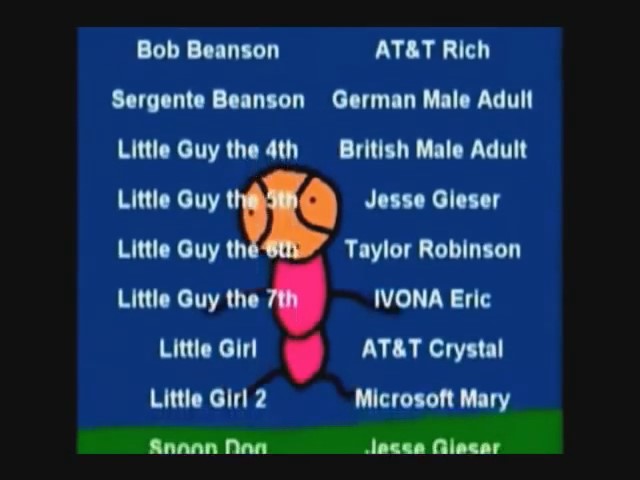 Bob Beanson AT&T Rich
Sergente Beanson German Male Adult
Little Guy the 4th British Male Adult
Little Guy the 5th Jesse Gieser
Little Guy the 6th Taylor Robinson
Little Guy the 7th IVONA Eric
Little Girl AT&T Crystal
Little Girl 2 Microsoft Mary
Snoop Dog Jesse Gieser